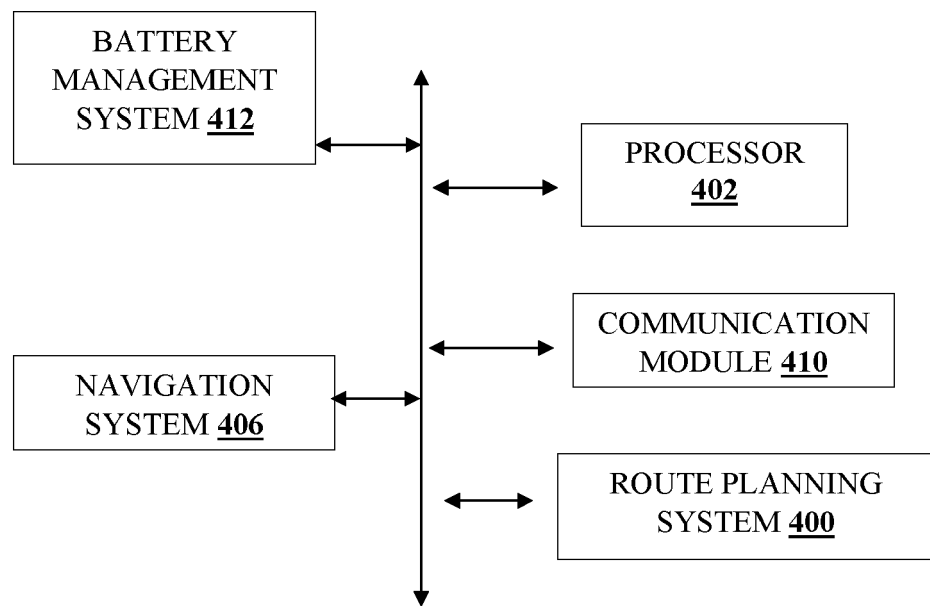 BATTERY
MANAGEMENT
SYSTEM 412
PROCESSOR
402
COMMUNICATION
MODULE 410
NAVIGATION
SYSTEM 406
ROUTE PLANNING
SYSTEM 400